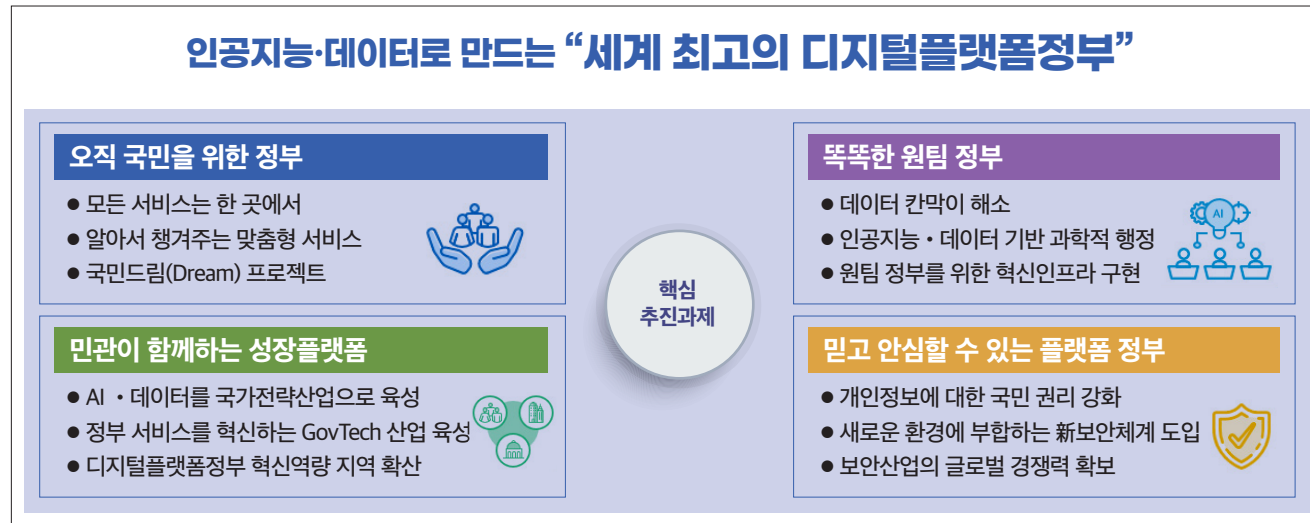 인공지능·데이터로 만드는 “세계 최고의 디지털플랫폼정부”
오직 국민을 위한 정부
● 모든 서비스는 한 곳에서
● 알아서 챙겨주는 맞춤형 서비스
● 국민드림(Dream) 프로젝트
똑똑한 원팀 정부
● 데이터 칸막이 해소
● 인공지능・데이터 기반 과학적 행정
● 원팀 정부를 위한 혁신인프라 구현
AI
핵심
추진과제
민관이 함께하는 성장플랫폼
● AI ・데이터를 국가전략산업으로 육성
● 정부 서비스를 혁신하는 GovTech 산업 육성
● 디지털플랫폼정부 혁신역량 지역 확산
믿고 안심할 수 있는 플랫폼 정부
● 개인정보에 대한 국민 권리 강화
● 새로운 환경에 부합하는 新보안체계 도입
● 보안산업의 글로벌 경쟁력 확보